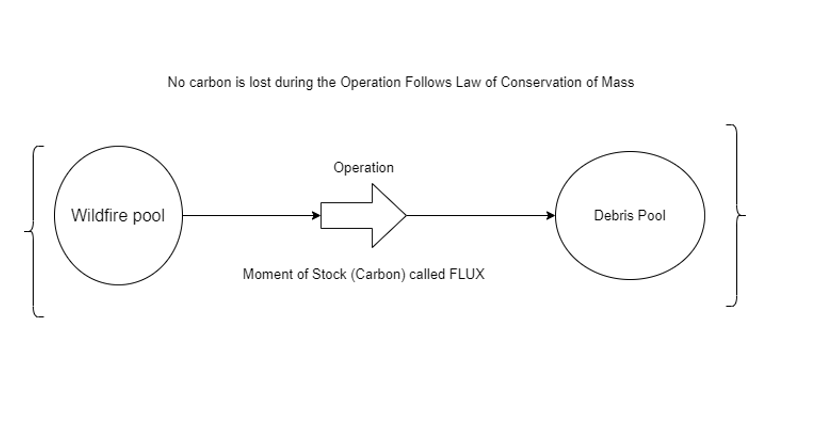 No carbon is lost during the Operation Follows Law of Conservation of Mass
Operation
Wildfire pool
Debris Pool
Moment of Stock (Carbon) called FLUX